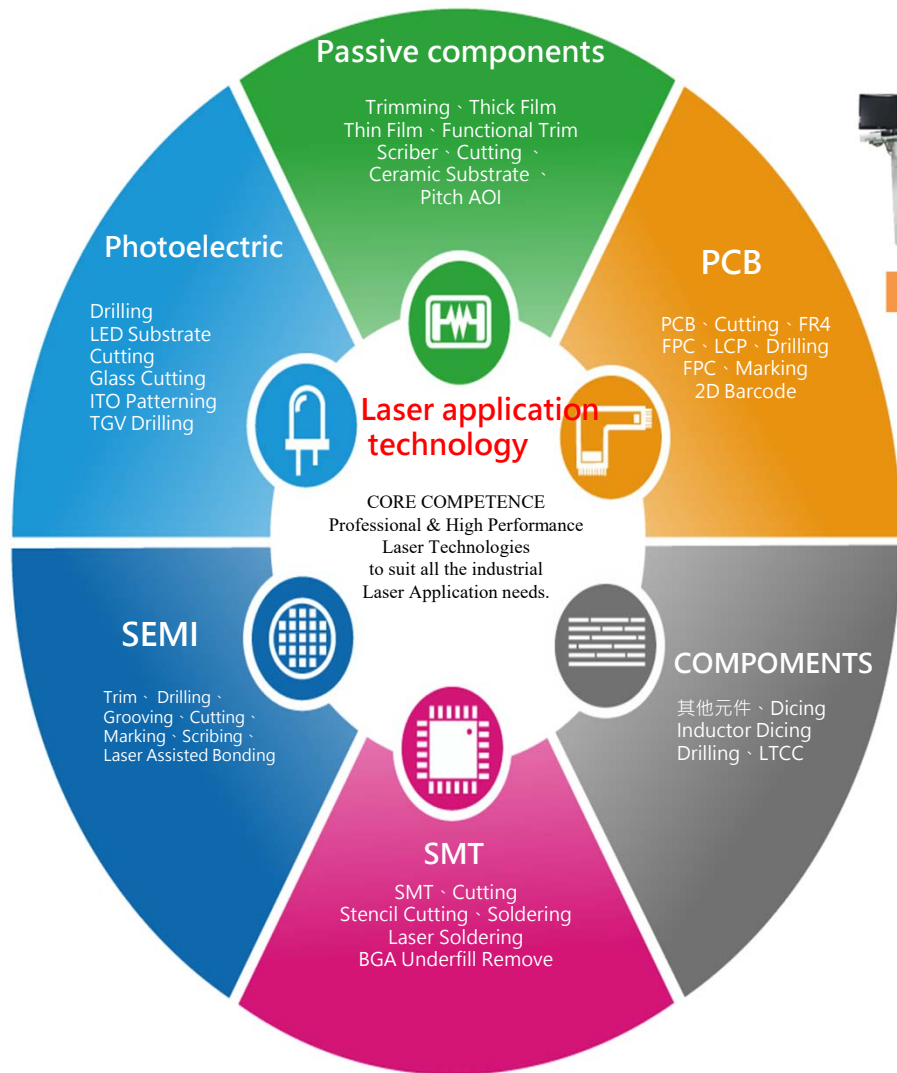 Passive components
Trimming、Thick Film
Thin Film、Functional Trim
Scriber、Cutting 、
Ceramic Substrate 、
Pitch AOI
Photoelectric
Drilling
LED Substrate
Cutting
Glass Cutting
ITO Patterning
TGV Drilling
PCB
PCB、Cutting、FR4
FPC、LCP、Drilling
FPC、Marking
2D Barcode
Laser application
technology
CORE COMPETENCE
Professional & High Performance
Laser Technologies
to suit all the industrial
Laser Application needs.
SEMI
Trim、Drilling、
Grooving、Cutting、
Marking、Scribing、
Laser Assisted Bonding
COMPOMENTS
其他元件、Dicing
Inductor Dicing
Drilling、LTCC
SMT
SMT、Cutting
Stencil Cutting、Soldering
Laser Soldering
BGA Underfill Remove